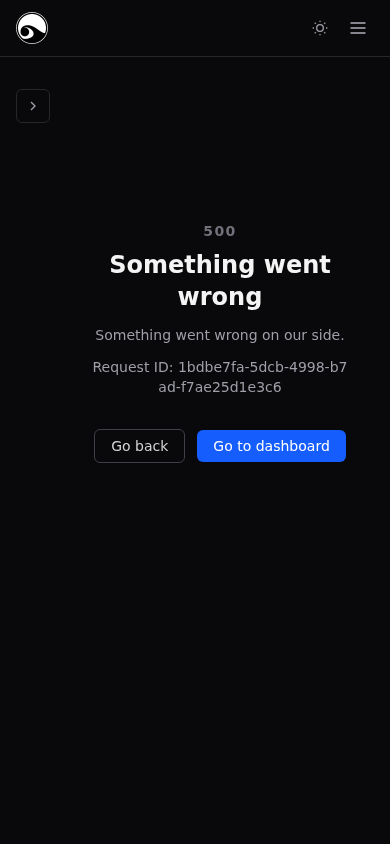 500
Something went
wrong
Something went wrong on our side.
Request ID: 1bdbe7fa-5dcb-4998-b7
ad-f7ae25d1e3c6
Go back
Go to dashboard